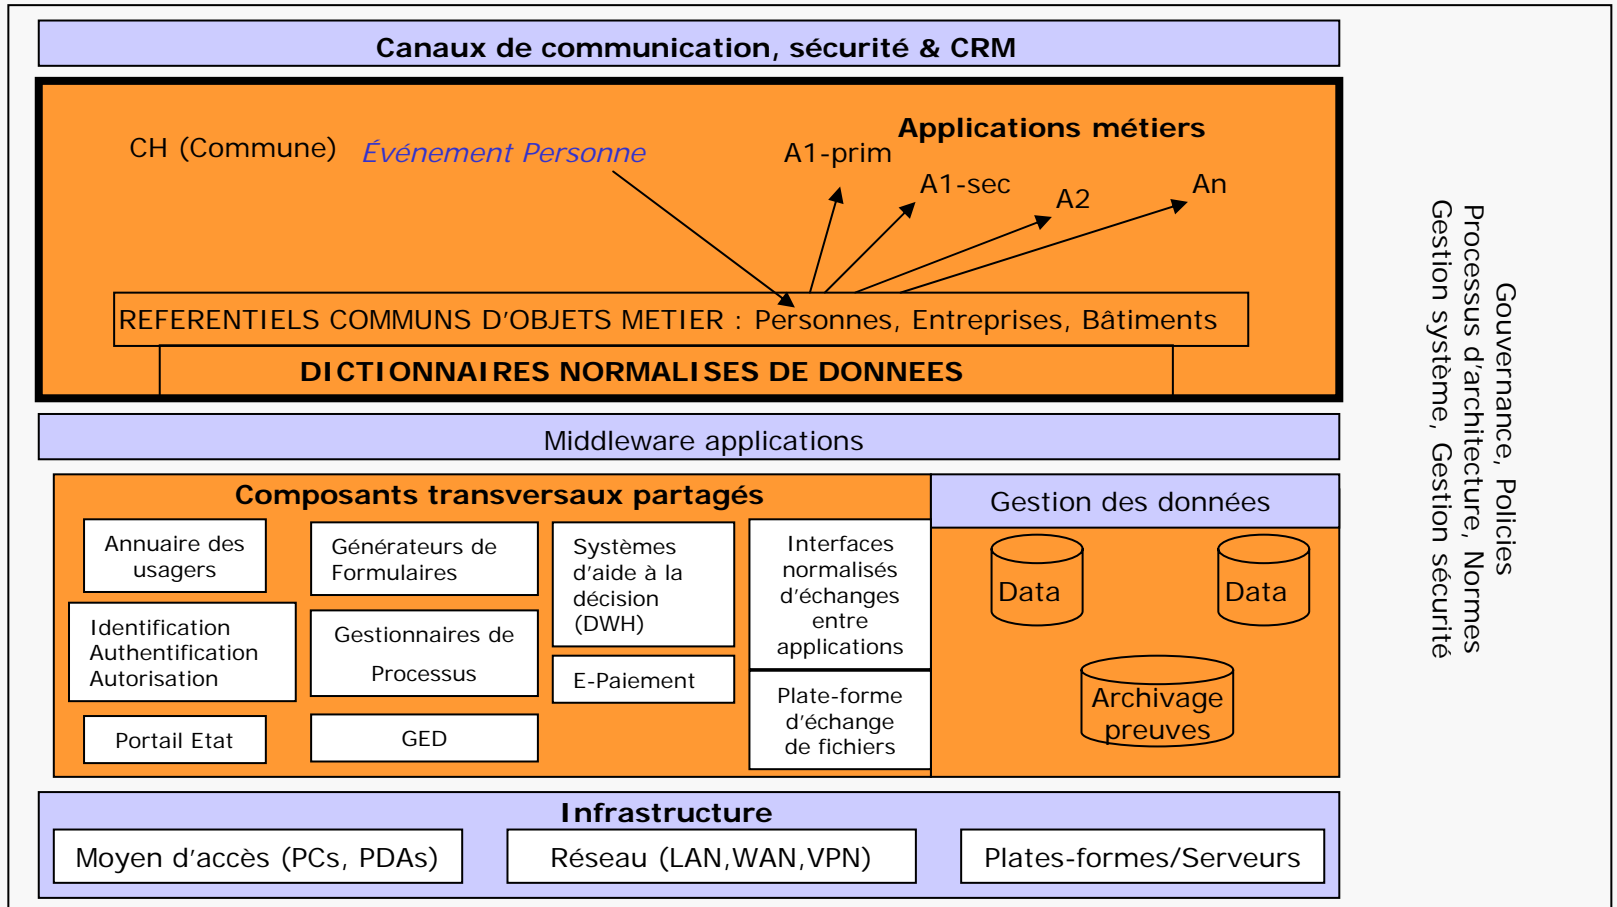 Canaux de communication, sécurité & CRM
Applications métiers
CH (Commune) Événement Personne
A1-prim
A1-sec
A2
An
REFERENTIELS COMMUNS D'OBJETS METIER : Personnes, Entreprises, Bâtiments
DICTIONNAIRES NORMALISES DE DONNEES
Middleware applications
Composants transversaux partagés
Annuaire des
usagers
Identification
Authentification
Autorisation
Portail Etat
Générateurs de
Formulaires
Gestionnaires de
Processus
GED
Systèmes
d'aide à la
décision
(DWH)
E-Paiement
Interfaces
normalisés
d'échanges
entre
applications
Plate-forme
d'échange
de fichiers
Gestion des données
Data
Data
Archivage
preuves
Infrastructure
Moyen d'accès (PCs, PDAs)
Réseau (LAN,WAN,VPN)
Plates-formes/Serveurs
Gouvernance, Policies
Processus d'architecture, Normes
Gestion système, Gestion sécurité